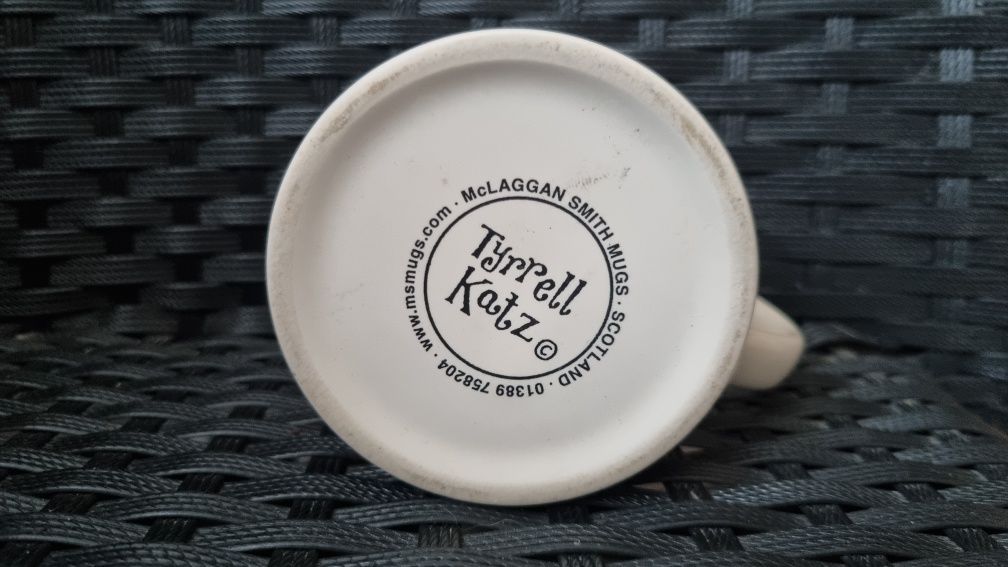 www.msmugs.com · McLAGGAN SMITH MUGS · SCOTLAND · 01389 758204 ·
Tyrrell
Katz
©